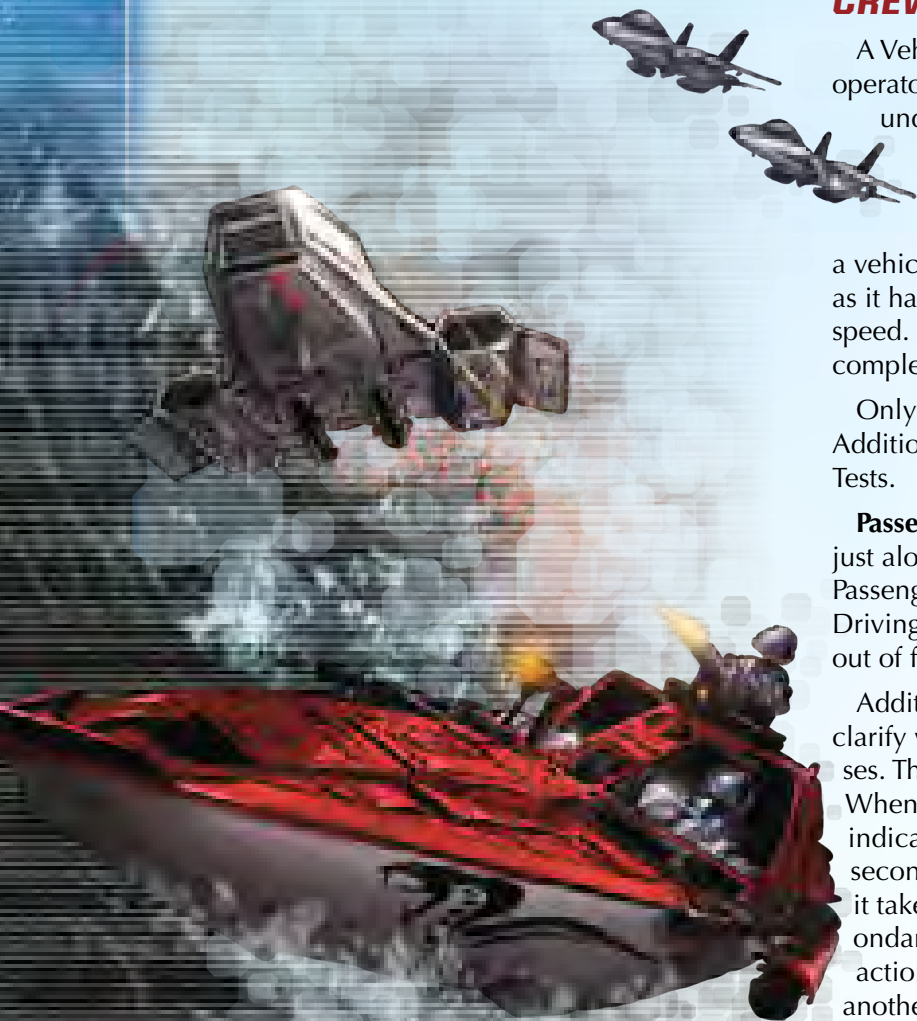 CREW
A Veh
operato
und
a vehic
as it ha
speed.
comple
Only
Additio
Tests.
Passe
just alo
Passeng
Driving
out of f
Addit
clarify
ses. Th
When
indica
secon
it take
ondar
action
anothe